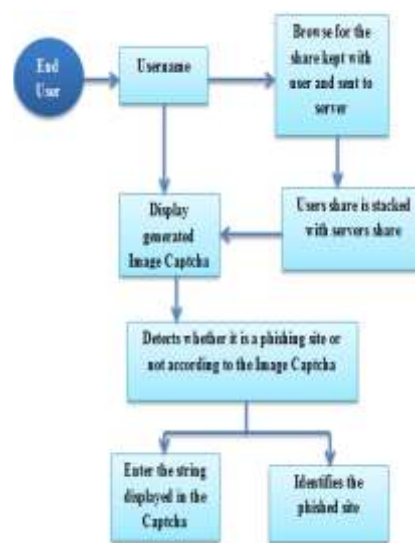 End
User
Username
Browse for the
share kept with
user and sent to
server
Users share is stacked
with servers share
Display
generated
Image Captcha
Detects whether it is a phishing site or
not according to the Image Captcha
Enter the string
displayed in the
Captcha
Identifies the
phished site